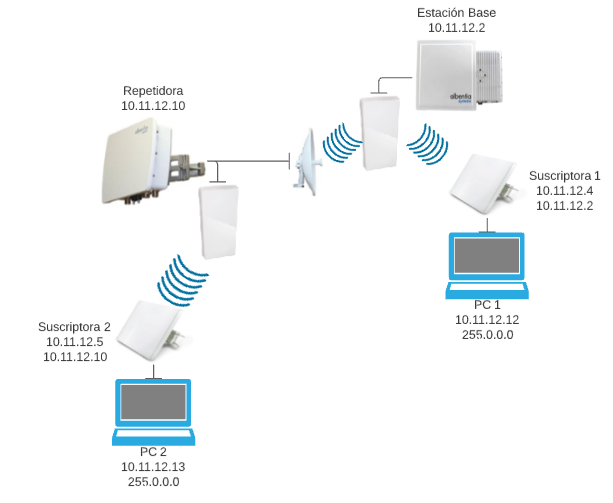 Estación Base
10.11.12.2
albentia
Repetidora
10.11.12.10
Suscriptora 1
10.11.12.4
10.11.12.2
PC 1
10.11.12.12
255.0.0.0
Suscriptora 2
10.11.12.5
10.11.12.10
PC 2
10.11.12.13
255.0.0.0